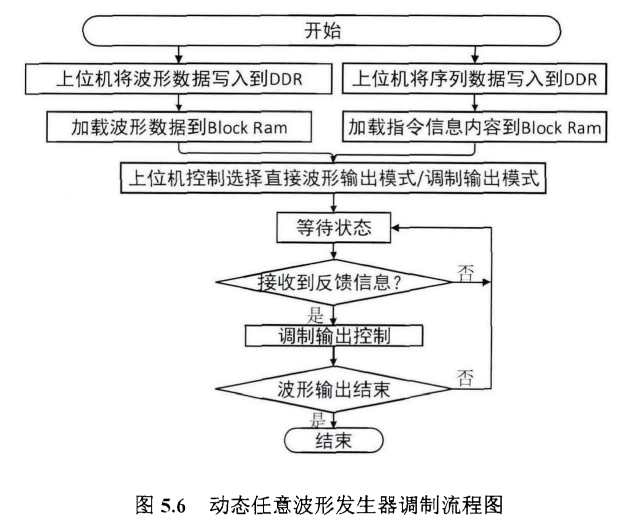 开始
上位机将波形数据写入到DDR
上位机将序列数据写入到DDR
加载波形数据到Block Ram
加载指令信息内容到Block Ram
上位机控制选择直接波形输出模式/调制输出模式
等待状态
接收到反馈信息?
否
是
调制输出控制
波形输出结束
否
是
结束
图 5.6 动态任意波形发生器调制流程图